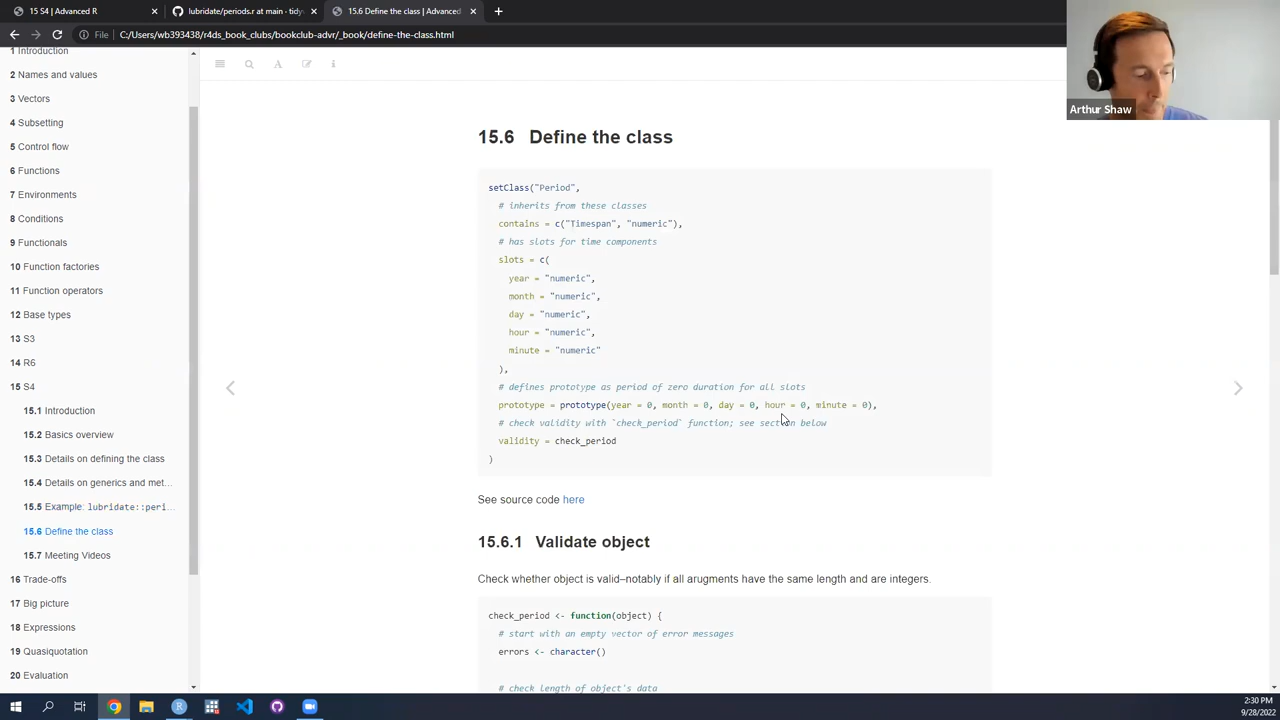 15 S4 | Advanced R
lubridate/periods.r at main · tidy
15.6 Define the class | Advanced
File
C:/Users/wb393438/r4ds_book_clubs/bookclub-advr/_book/define-the-class.html
Arthur Shaw
1 Introduction
2 Names and values
3 Vectors
4 Subsetting
5 Control flow
6 Functions
7 Environments
8 Conditions
9 Functionals
10 Function factories
11 Function operators
12 Base types
13 S3
14 R6
15 S4
15.1 Introduction
15.2 Basics overview
15.3 Details on defining the class
15.4 Details on generics and met...
15.5 Example: lubridate::peri...
15.6 Define the class
15.7 Meeting Videos
16 Trade-offs
17 Big picture
18 Expressions
19 Quasiquotation
20 Evaluation
15.6 Define the class
setClass("Period",
# inherits from these classes
contains = c("Timespan", "numeric"),
# has slots for time components
slots = c(
year = "numeric",
month = "numeric",
day = "numeric",
hour = "numeric",
minute = "numeric"
),
# defines prototype as period of zero duration for all slots
prototype = prototype(year = 0, month = 0, day = 0, hour = 0, minute = 0),
# check validity with `check_period` function; see section below
validity = check_period
)
See source code here
15.6.1 Validate object
Check whether object is valid–notably if all arugments have the same length and are integers.
check_period <- function(object) {
# start with an empty vector of error messages
errors <- character()
# check length of object's data
2:30 PM
9/28/2022